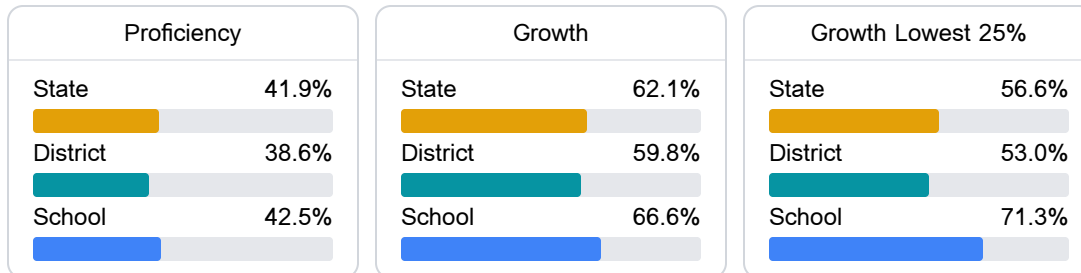 Proficiency
State 41.9%
District 38.6%
School 42.5%
Growth
State 62.1%
District 59.8%
School 66.6%
Growth Lowest 25%
State 56.6%
District 53.0%
School 71.3%